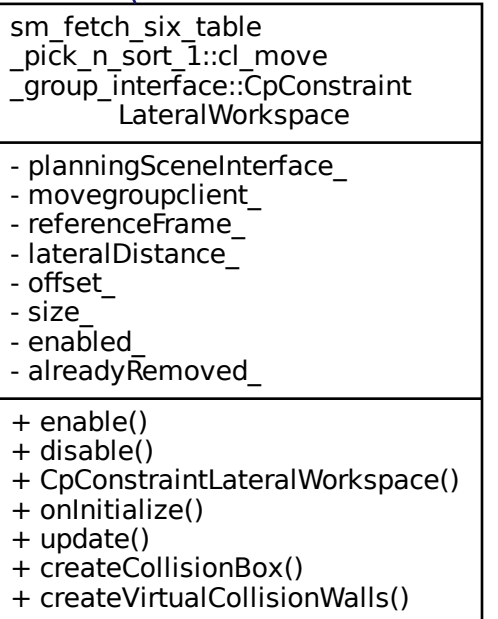 sm_fetch_six_table
_pick_n_sort_1::cl_move
_group_interface::CpConstraint
LateralWorkspace
- planningSceneInterface_
- movegroupclient_
- referenceFrame_
- lateralDistance_
- offset_
- size_
- enabled_
- alreadyRemoved_
+ enable()
+ disable()
+ CpConstraintLateralWorkspace()
+ onInitialize()
+ update()
+ createCollisionBox()
+ createVirtualCollisionWalls()